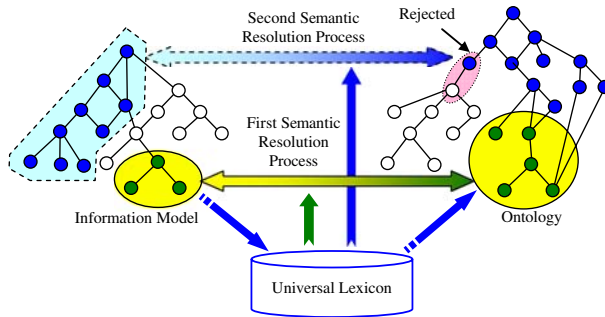 Second Semantic
Resolution Process
Rejected
First Semantic
Resolution
Process
Information Model
Ontology
Universal Lexicon